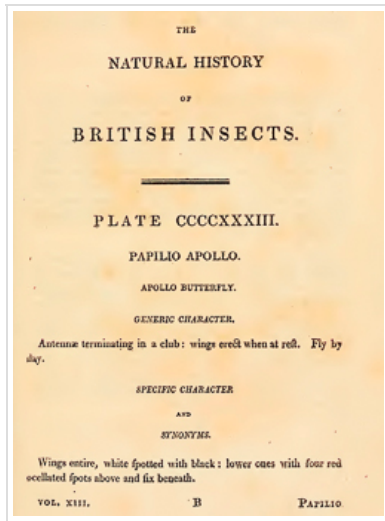 THE
NATURAL HISTORY
OF
BRITISH INSECTS.
PLATE CCCCXXXIII.
PAPILIO APOLLO.
APOLLO BUTTERFLY.
GENERIC CHARACTER.
Antennæ terminating in a club: wings erect when at reſt. Fly by
day.
SPECIFIC CHARACTER
AND
SYNONYMS.
Wings entire, white ſpotted with black: lower ones with four red
ocellated ſpots above and ſix beneath.
VOL. XIII. B PAPILIO